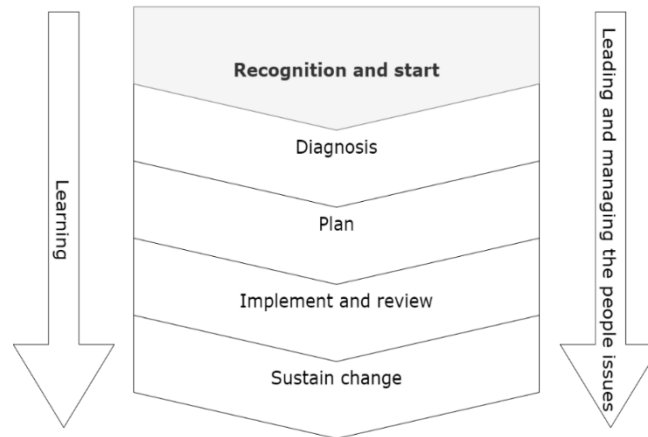 Recognition and start
Diagnosis
Plan
Implement and review
Sustain change
Learning
Leading and managing the people issues